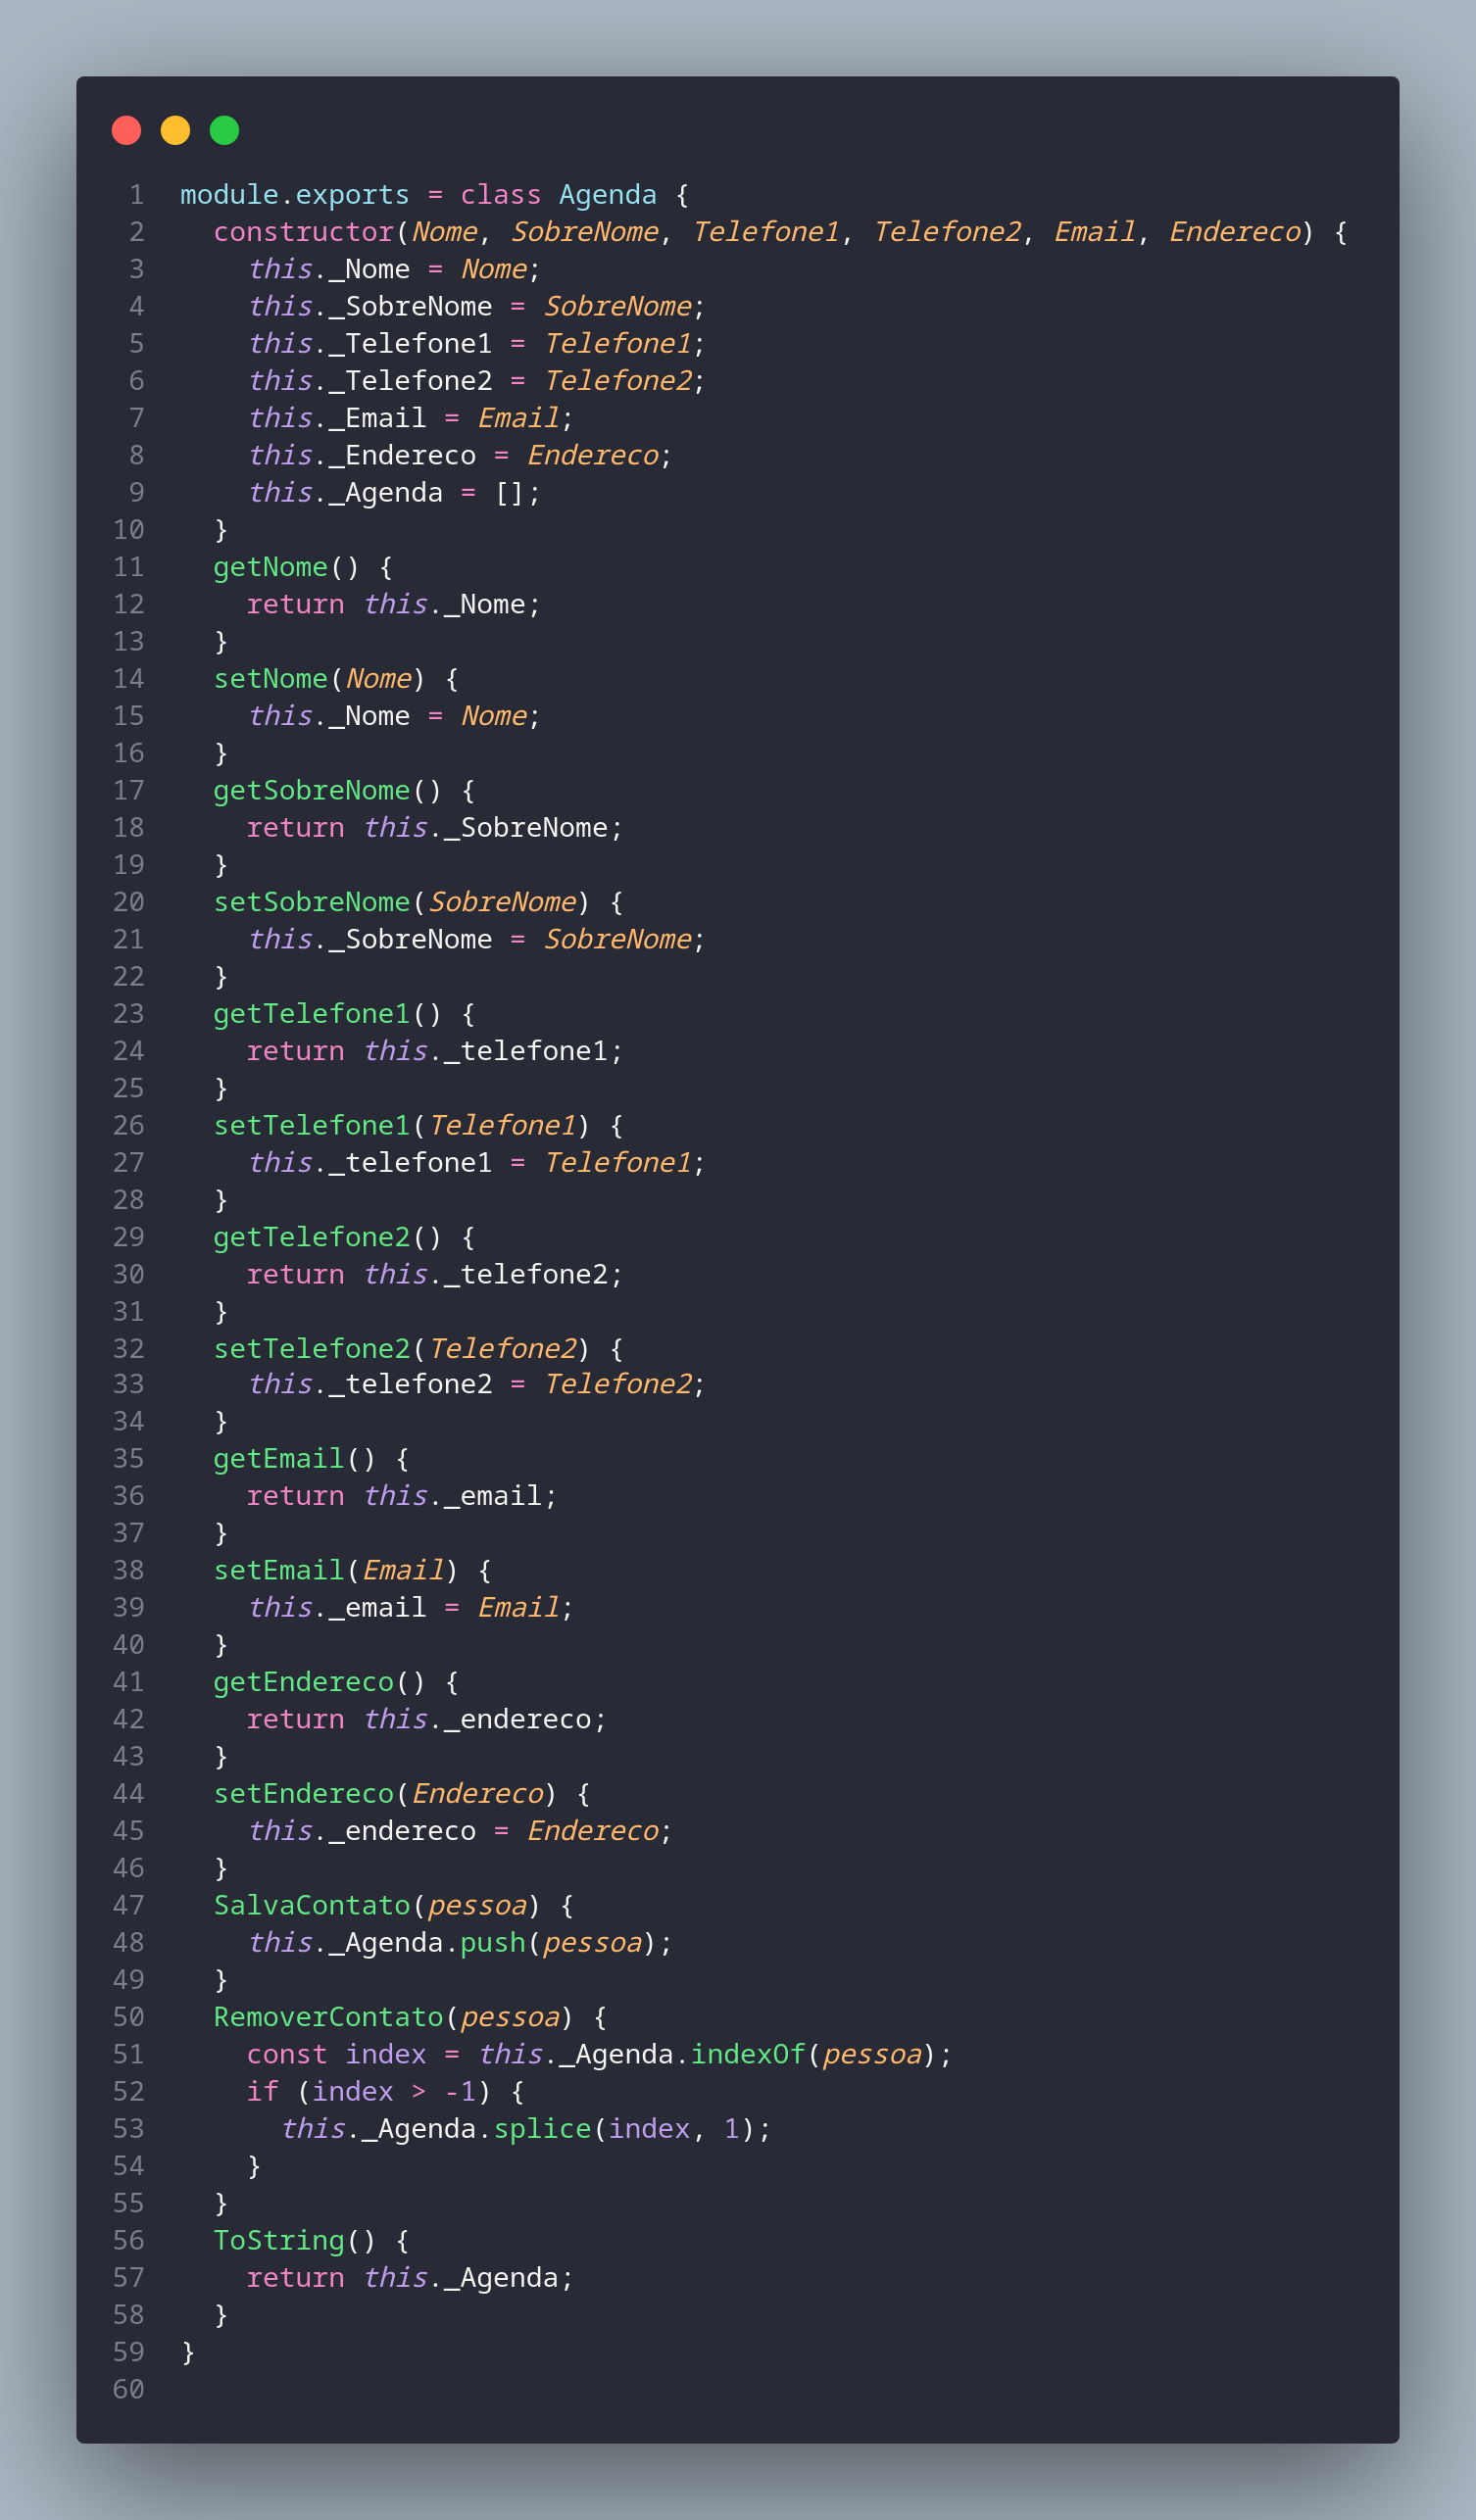 1 module.exports = class Agenda {
2   constructor(Nome, SobreNome, Telefone1, Telefone2, Email, Endereco) {
3     this._Nome = Nome;
4     this._SobreNome = SobreNome;
5     this._Telefone1 = Telefone1;
6     this._Telefone2 = Telefone2;
7     this._Email = Email;
8     this._Endereco = Endereco;
9     this._Agenda = [];
10   }
11   getNome() {
12     return this._Nome;
13   }
14   setNome(Nome) {
15     this._Nome = Nome;
16   }
17   getSobreNome() {
18     return this._SobreNome;
19   }
20   setSobreNome(SobreNome) {
21     this._SobreNome = SobreNome;
22   }
23   getTelefone1() {
24     return this._telefone1;
25   }
26   setTelefone1(Telefone1) {
27     this._telefone1 = Telefone1;
28   }
29   getTelefone2() {
30     return this._telefone2;
31   }
32   setTelefone2(Telefone2) {
33     this._telefone2 = Telefone2;
34   }
35   getEmail() {
36     return this._email;
37   }
38   setEmail(Email) {
39     this._email = Email;
40   }
41   getEndereco() {
42     return this._endereco;
43   }
44   setEndereco(Endereco) {
45     this._endereco = Endereco;
46   }
47   SalvaContato(pessoa) {
48     this._Agenda.push(pessoa);
49   }
50   RemoverContato(pessoa) {
51     const index = this._Agenda.indexOf(pessoa);
52     if (index > -1) {
53       this._Agenda.splice(index, 1);
54     }
55   }
56   ToString() {
57     return this._Agenda;
58   }
59 }
60